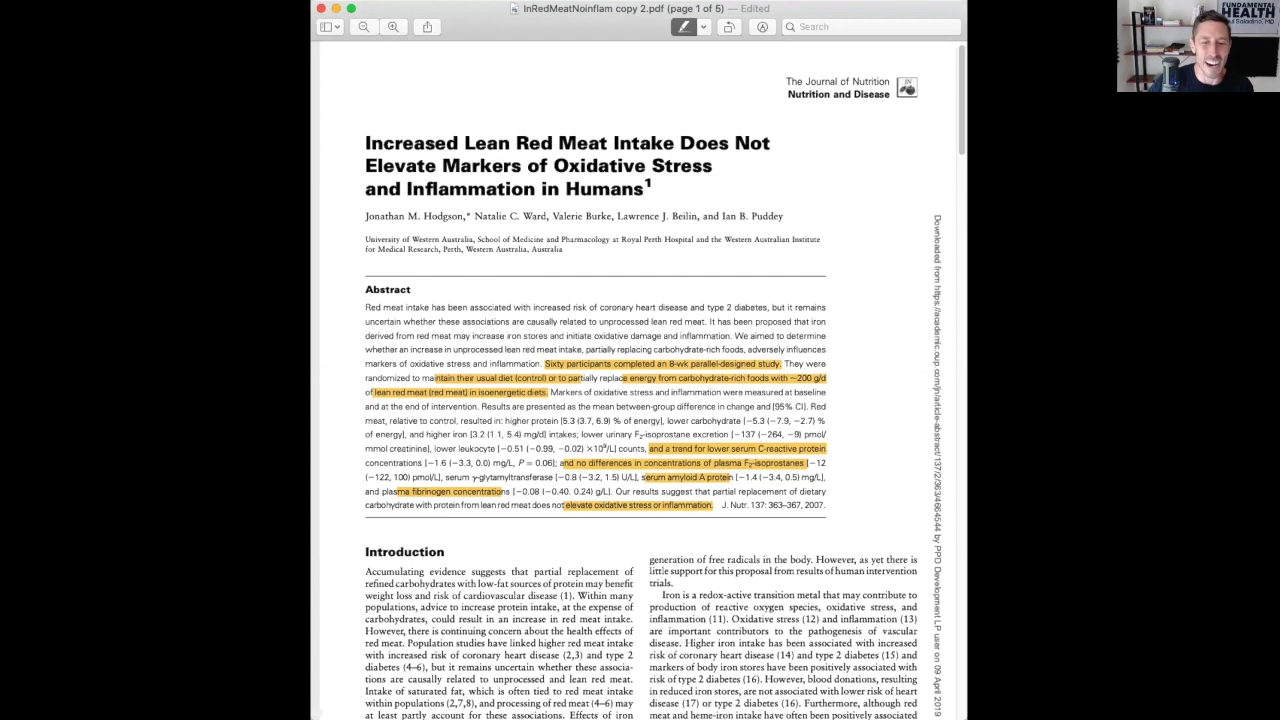 InRedMeatNoinflam copy 2.pdf (page 1 of 5) — Edited
Search
FUNDAMENTAL
HEALTH
The Journal of Nutrition
Nutrition and Disease
Increased Lean Red Meat Intake Does Not
Elevate Markers of Oxidative Stress
and Inflammation in Humans1
Jonathan M. Hodgson,* Natalie C. Ward, Valerie Burke, Lawrence J. Beilin, and Ian B. Puddey
University of Western Australia, School of Medicine and Pharmacology at Royal Perth Hospital and the Western Australian Institute
for Medical Research, Perth, Western Australia, Australia
Abstract
Red meat intake has been associated with increased risk of coronary heart disease and type 2 diabetes, but it remains
uncertain whether these associations are causally related to unprocessed lean red meat. It has been proposed that iron
derived from red meat may increase iron stores and initiate oxidative damage and inflammation. We aimed to determine
whether an increase in unprocessed lean red meat intake, partially replacing carbohydrate-rich foods, adversely influences
markers of oxidative stress and inflammation. Sixty participants completed an 8-wk parallel-designed study. They were
randomized to maintain their usual diet (control) or to partially replace energy from carbohydrate-rich foods with ~200 g/d
of lean red meat (red meat) in isoenergetic diets. Markers of oxidative stress and inflammation were measured at baseline
and at the end of intervention. Results are presented as the mean between-group difference in change and [95% CI]. Red
meat, relative to control, resulted in: higher protein [5.3 (3.7, 6.9) % of energy], lower carbohydrate [−5.3 (−7.9, −2.7) %
of energy], and higher iron [3.2 (1.1, 5.4) mg/d] intakes; lower urinary F2-isoprostane excretion [−137 (−264, −9) pmol/
mmol creatinine], lower leukocyte [−0.51 (−0.99, −0.02) ×10⁹/L] counts, and a trend for lower serum C-reactive protein
concentrations [−1.6 (−3.3, 0.0) mg/L, P = 0.06]; and no differences in concentrations of plasma F2-isoprostanes [−12
(−122, 100) pmol/L], serum γ-glutamyltransferase [−0.8 (−3.2, 1.5) U/L], serum amyloid A protein [−1.4 (−3.4, 0.5) mg/L],
and plasma fibrinogen concentrations [−0.08 (−0.40. 0.24) g/L]. Our results suggest that partial replacement of dietary
carbohydrate with protein from lean red meat does not elevate oxidative stress or inflammation. J. Nutr. 137: 363–367, 2007.
Introduction
Accumulating evidence suggests that partial replacement of
refined carbohydrates with low-fat sources of protein may benefit
weight loss and risk of cardiovascular disease (1). Within many
populations, advice to increase protein intake, at the expense of
carbohydrates, could result in an increase in red meat intake.
However, there is continuing concern about the health effects of
red meat. Population studies have linked higher red meat intake
with increased risk of coronary heart disease (2,3) and type 2
diabetes (4–6), but it remains uncertain whether these associa-
tions are causally related to unprocessed and lean red meat.
Intake of saturated fat, which is often tied to red meat intake
within populations (2,7,8), and processing of red meat (4–6) may
at least partly account for these associations. Effects of iron
generation of free radicals in the body. However, as yet there is
little support for this proposal from results of human intervention
trials.
Iron is a redox-active transition metal that may contribute to
production of reactive oxygen species, oxidative stress, and
inflammation (11). Oxidative stress (12) and inflammation (13)
are important contributors to the pathogenesis of vascular
disease. Higher iron intake has been associated with increased
risk of coronary heart disease (14) and type 2 diabetes (15) and
markers of body iron stores have been positively associated with
risk of type 2 diabetes (16). However, blood donations, resulting
in reduced iron stores, are not associated with lower risk of heart
disease (17) or type 2 diabetes (16). Furthermore, although red
meat and heme-iron intake have often been positively associated
Downloaded from https://academic.oup.com/jn/article-abstract/137/2/363/4664544 by PPD Development LP user on 09 April 2019